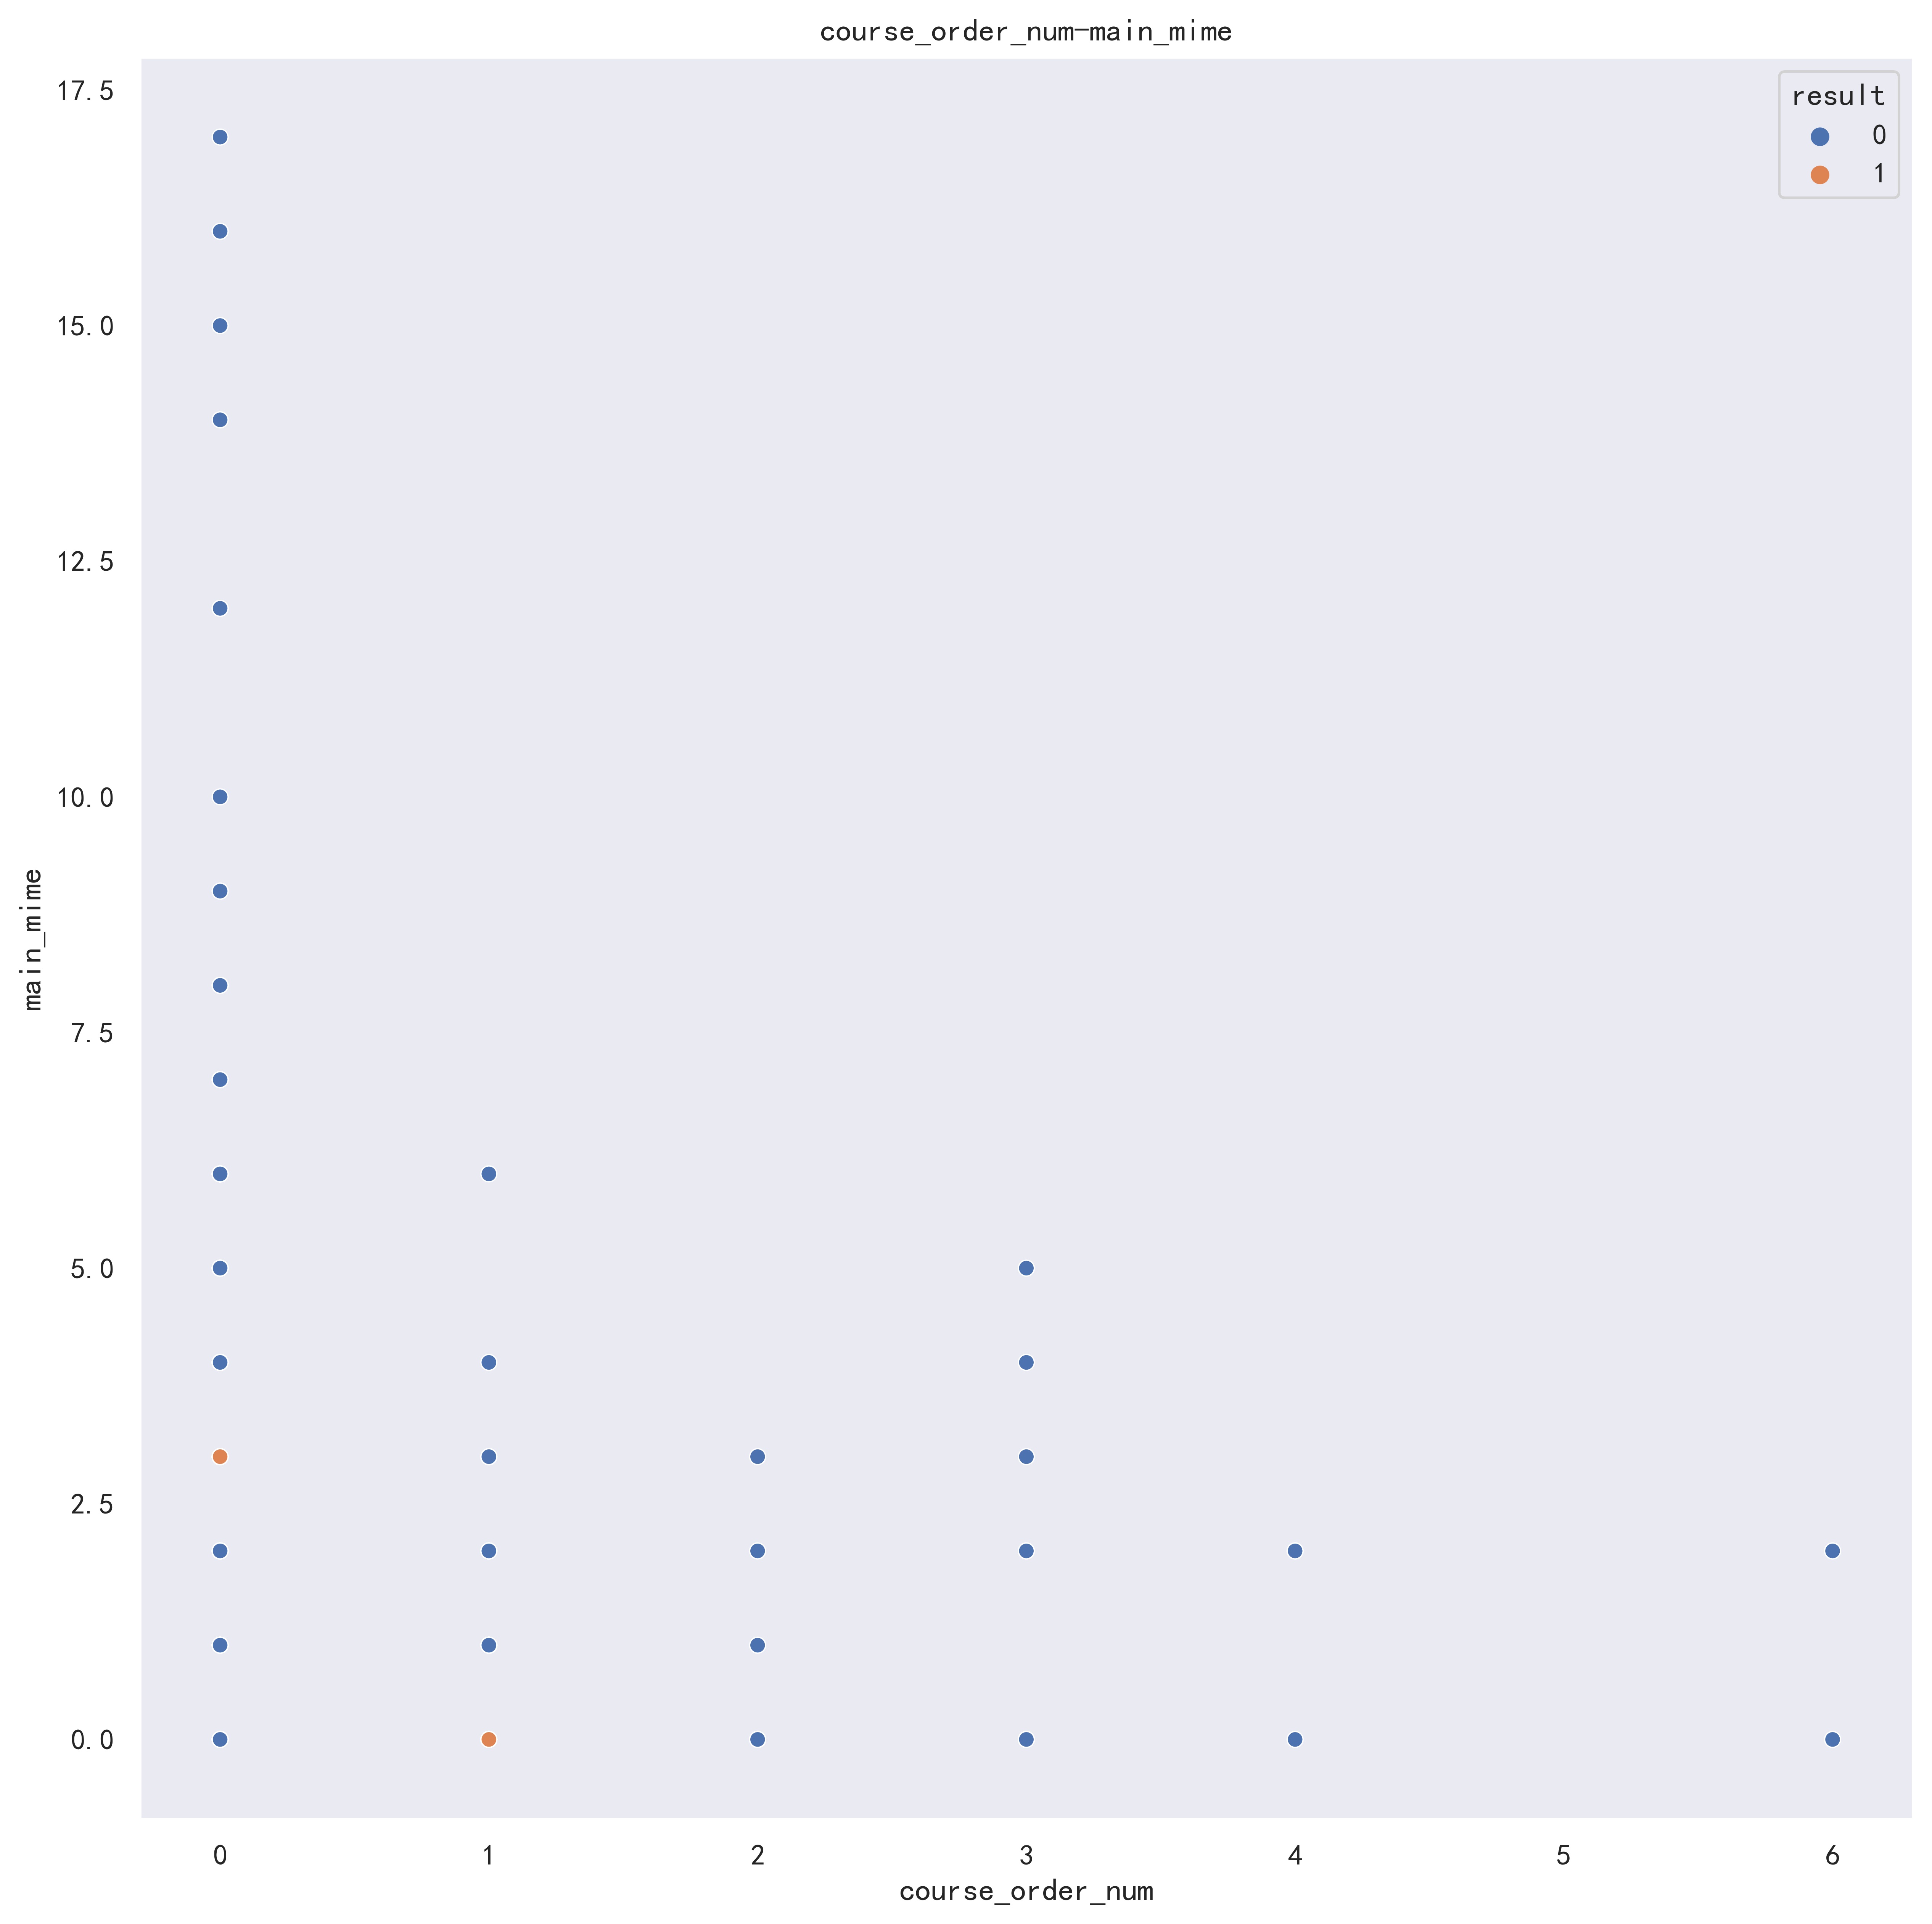 course_order_num-main_mime
result
0
1
17.5
15.0
12.5
10.0
7.5
5.0
2.5
0.0
main_mime
0 1 2 3 4 5 6
course_order_num